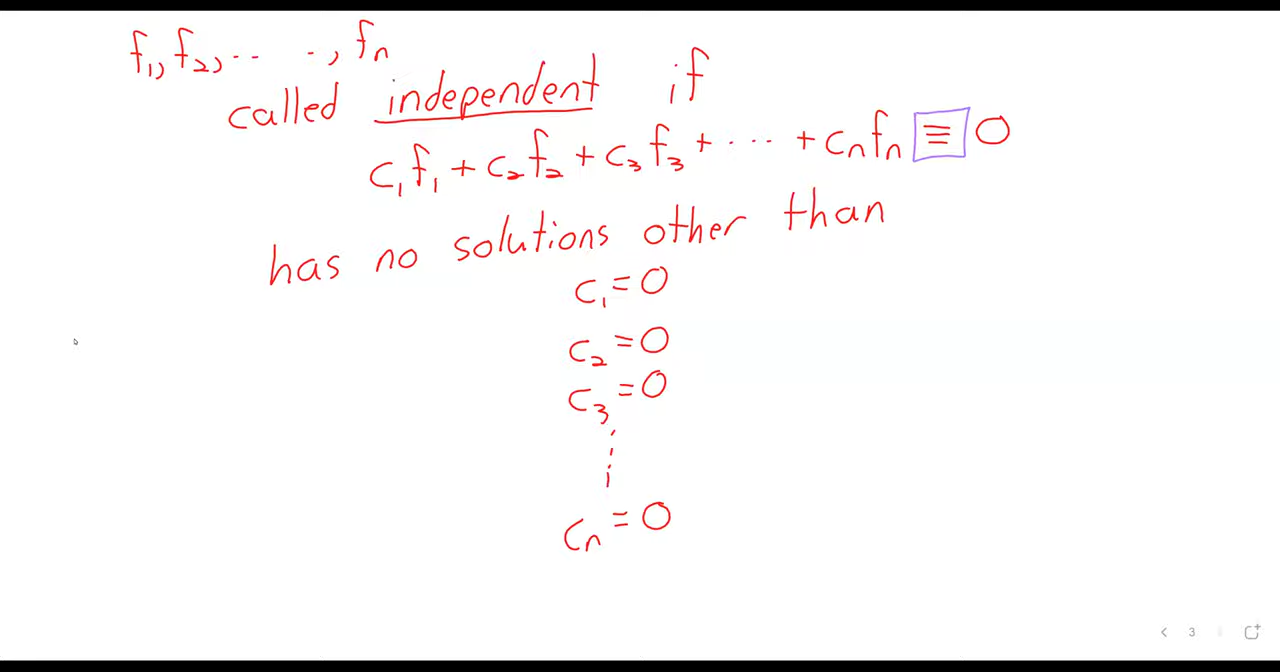 f₁, f₂, .. .., fₙ
called independent if
c₁f₁ + c₂f₂ + c₃f₃ + ... + cₙfₙ ≡ 0
has no solutions other than
c₁ = 0
c₂ = 0
c₃ = 0
⋮
cₙ = 0
< 3